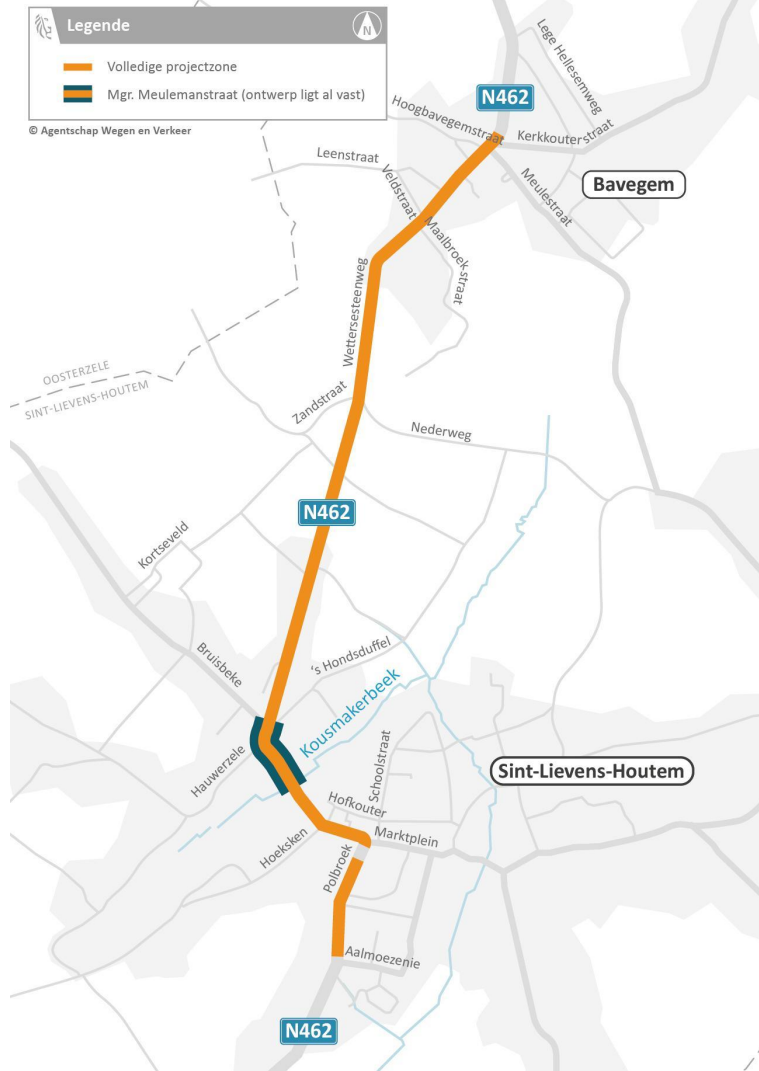 Legende
N
Volledige projectzone
Mgr. Meulemanstraat (ontwerp ligt al vast)
© Agentschap Wegen en Verkeer
Lege Hellesemweg
N462
Hoogbavegemstraat
Kerkkouterstraat
Leenstraat
Veldstraat
Meulestraat
Bavegem
Maalbroek-
straat
Wettersesteenweg
OOSTERZELE
SINT-LIEVENS-HOUTEM
Zandstraat
Nederweg
N462
Kortseveld
Bruisbeke
's Hondsduffel
Kousmakerbeek
Hauwerzele
Schoolstraat
Sint-Lievens-Houtem
Hofkouter
Hoeksken
Marktplein
Polbroek
Aalmoezenie
N462